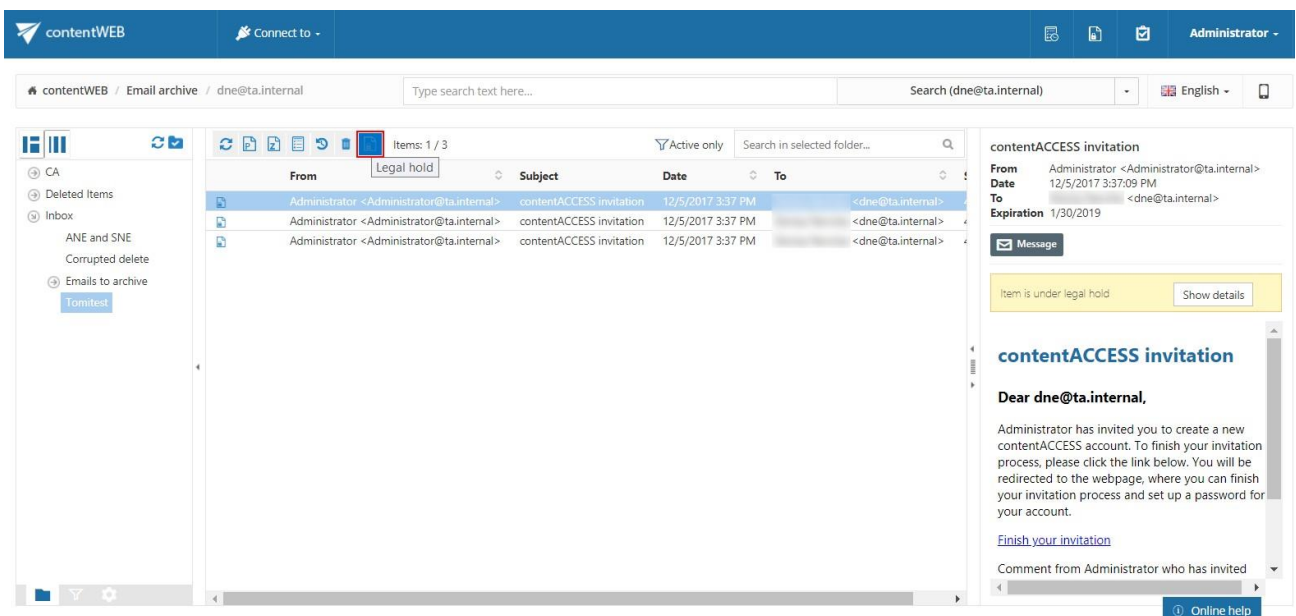 contentWEB
Connect to
Administrator
contentWEB / Email archive / dne@ta.internal
Type search text here...
Search (dne@ta.internal)
English
CA
Deleted Items
Inbox
ANE and SNE
Corrupted delete
Emails to archive
Tomitest
Items: 1 / 3
Active only
Search in selected folder...
Legal hold
From Subject Date To
Administrator <Administrator@ta.internal> contentACCESS invitation 12/5/2017 3:37 PM <dne@ta.internal>
Administrator <Administrator@ta.internal> contentACCESS invitation 12/5/2017 3:37 PM <dne@ta.internal>
Administrator <Administrator@ta.internal> contentACCESS invitation 12/5/2017 3:37 PM <dne@ta.internal>
contentACCESS invitation
From Administrator <Administrator@ta.internal>
Date 12/5/2017 3:37:09 PM
To <dne@ta.internal>
Expiration 1/30/2019
Message
Item is under legal hold
Show details
contentACCESS invitation
Dear dne@ta.internal,
Administrator has invited you to create a new
contentACCESS account. To finish your invitation
process, please click the link below. You will be
redirected to the webpage, where you can finish
your invitation process and set up a password for
your account.
Finish your invitation
Comment from Administrator who has invited
Online help